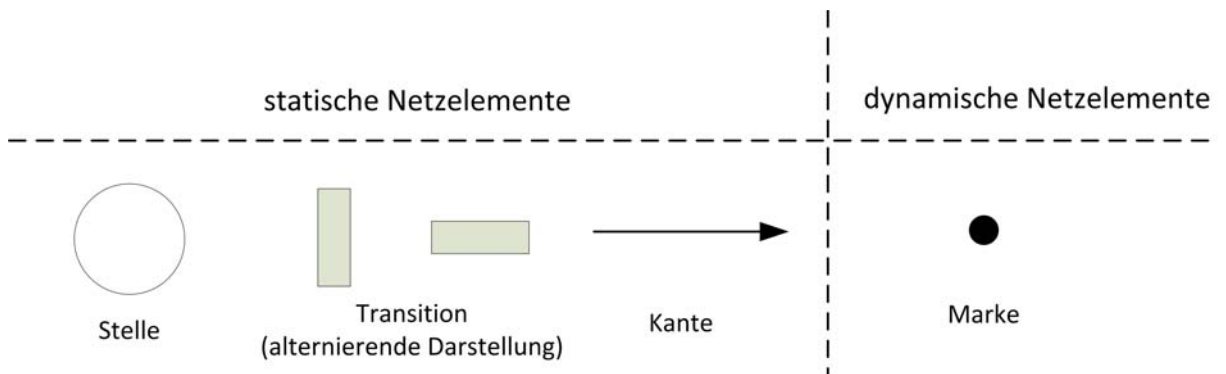 statische Netzelemente
dynamische Netzelemente
Stelle
Transition
(alternierende Darstellung)
Kante
Marke